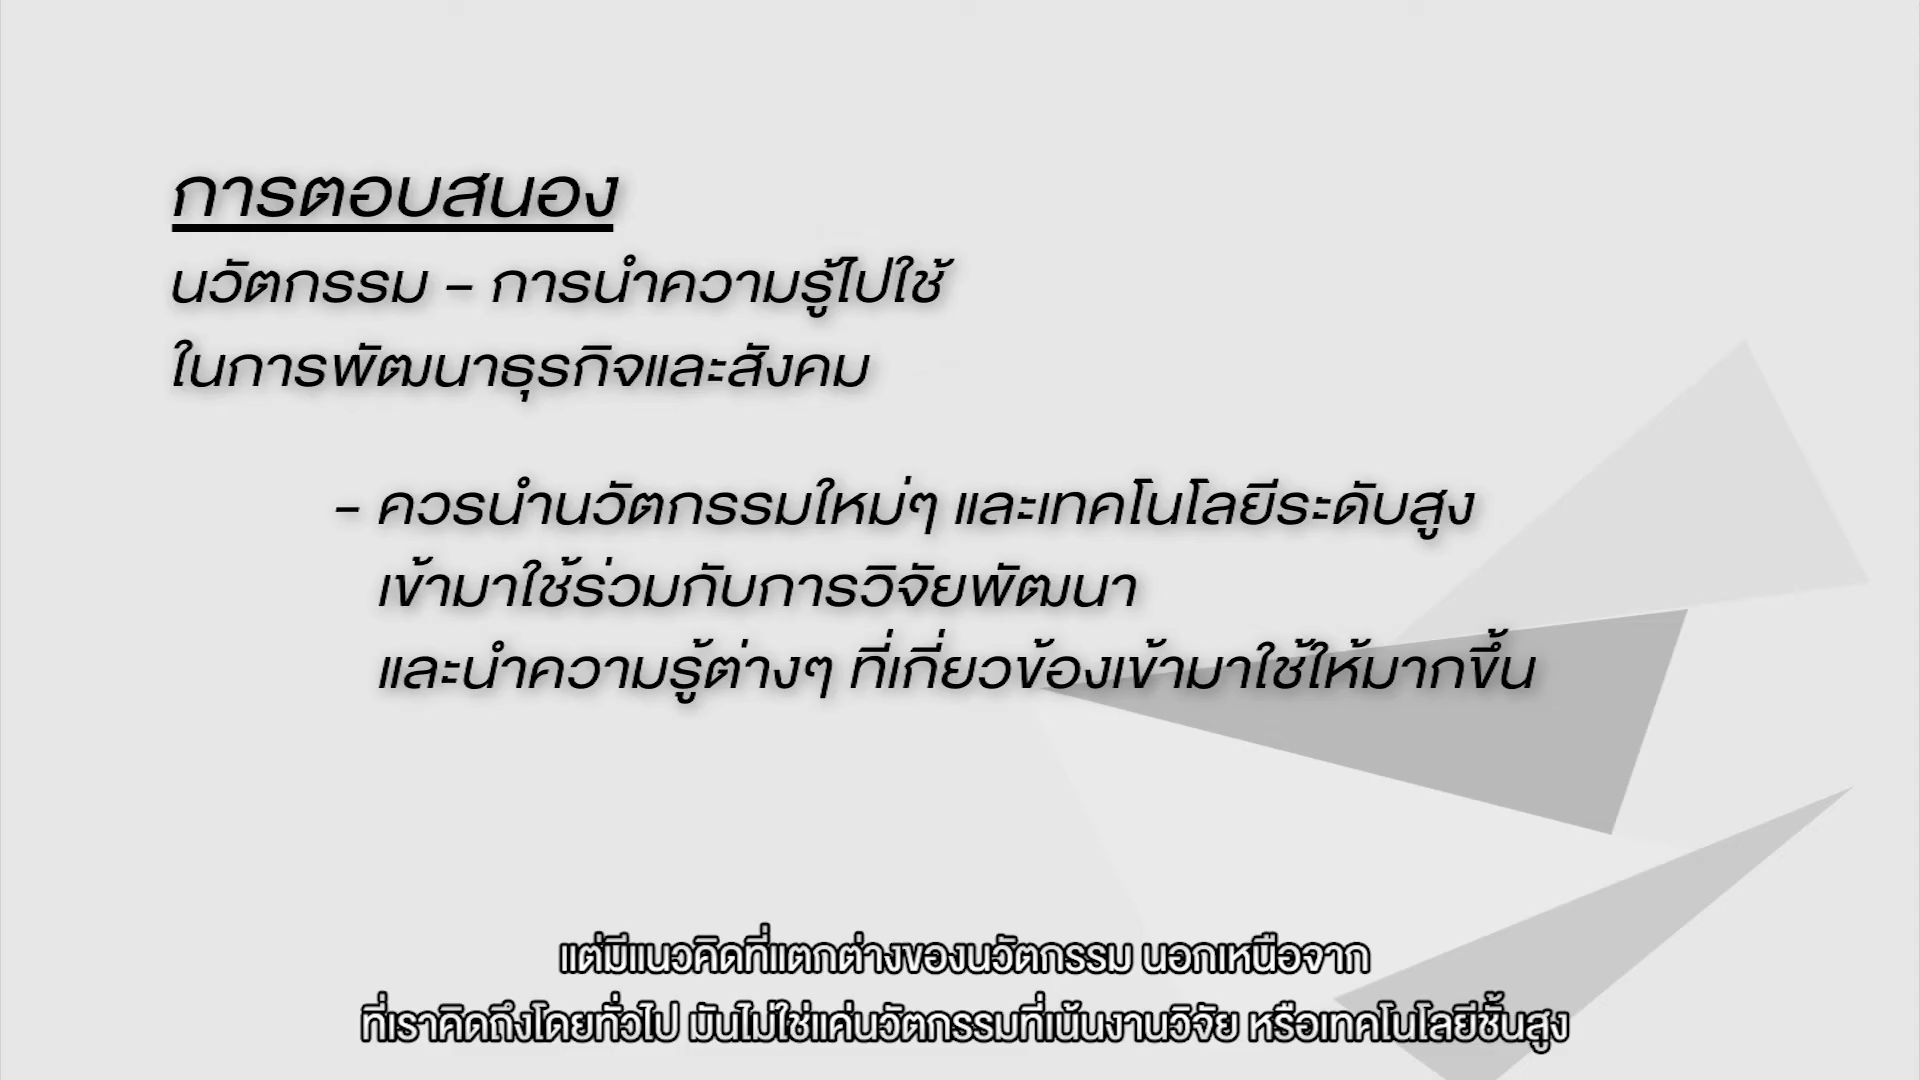 การตอบสนอง
นวัตกรรม – การนำความรู้ไปใช้
ในการพัฒนาธุรกิจและสังคม
– ควรนำนวัตกรรมใหม่ๆ และเทคโนโลยีระดับสูง
เข้ามาใช้ร่วมกับการวิจัยพัฒนา
และนำความรู้ต่างๆ ที่เกี่ยวข้องเข้ามาใช้ให้มากขึ้น
แต่มีแนวคิดที่แตกต่างของนวัตกรรม นอกเหนือจาก
ที่เราคิดถึงโดยทั่วไป มันไม่ใช่แค่นวัตกรรมที่เน้นงานวิจัย หรือเทคโนโลยีชั้นสูง